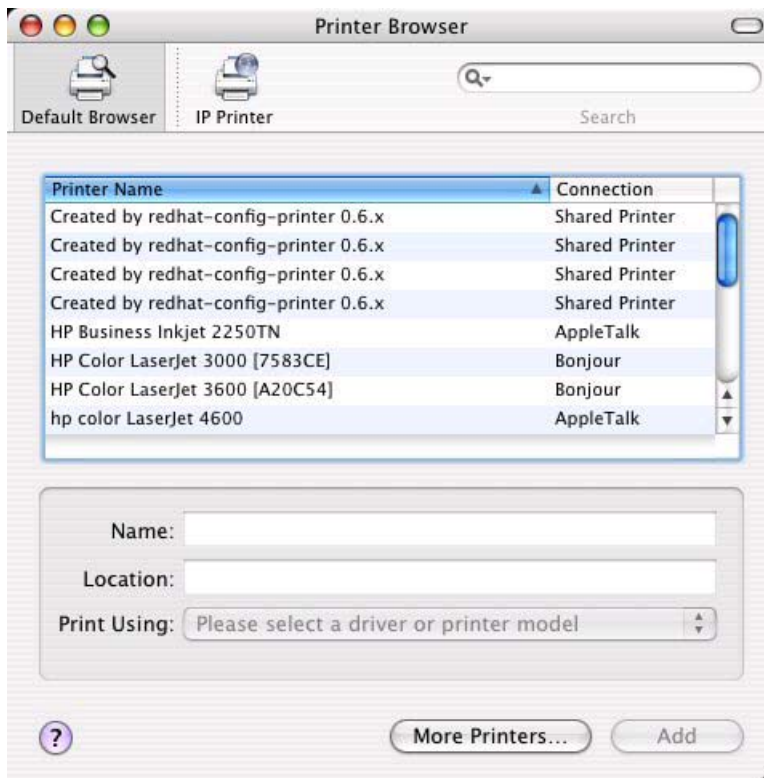 Printer Browser
Default Browser IP Printer Search
Printer Name Connection
Created by redhat-config-printer 0.6.x Shared Printer
Created by redhat-config-printer 0.6.x Shared Printer
Created by redhat-config-printer 0.6.x Shared Printer
Created by redhat-config-printer 0.6.x Shared Printer
HP Business Inkjet 2250TN AppleTalk
HP Color LaserJet 3000 [7583CE] Bonjour
HP Color LaserJet 3600 [A20C54] Bonjour
hp color LaserJet 4600 AppleTalk
Name:
Location:
Print Using: Please select a driver or printer model
? More Printers... Add